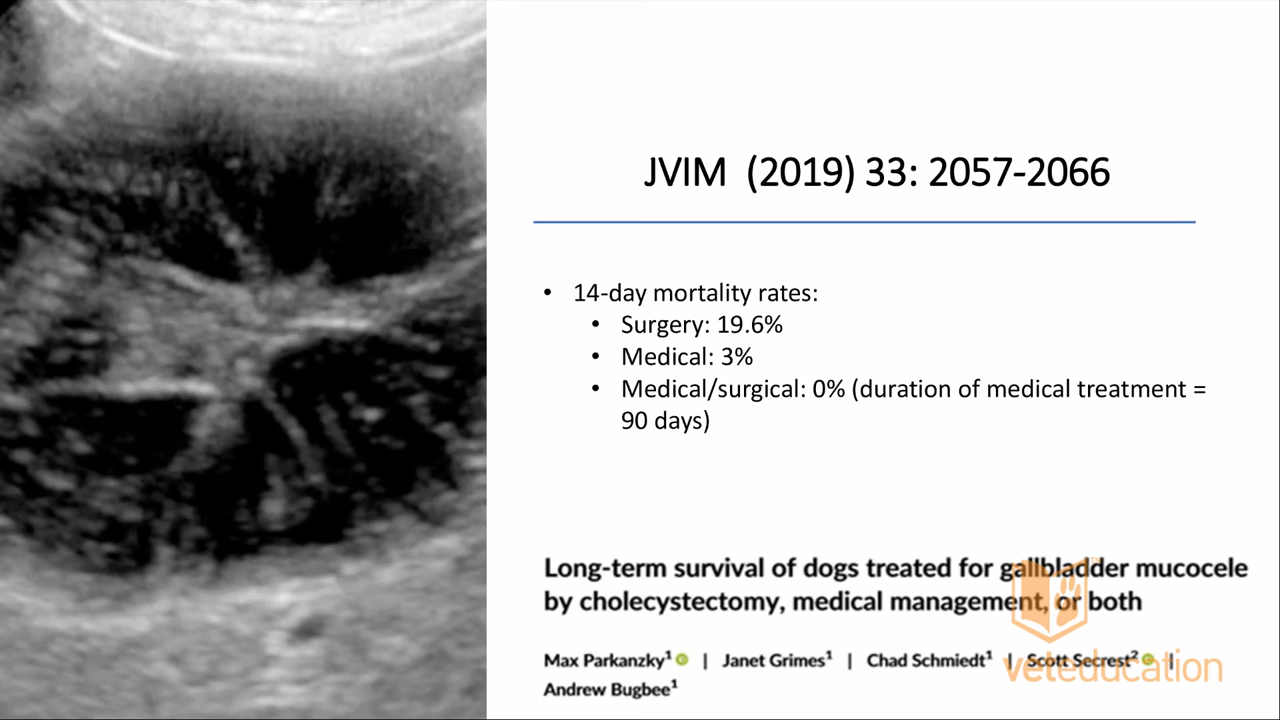 JVIM (2019) 33: 2057-2066
• 14-day mortality rates:
• Surgery: 19.6%
• Medical: 3%
• Medical/surgical: 0% (duration of medical treatment =
90 days)
Long-term survival of dogs treated for gallbladder mucocele
by cholecystectomy, medical management, or both
Max Parkanzky¹ | Janet Grimes¹ | Chad Schmiedt¹ | Scott Secrest² |
Andrew Bugbee¹
veteducation